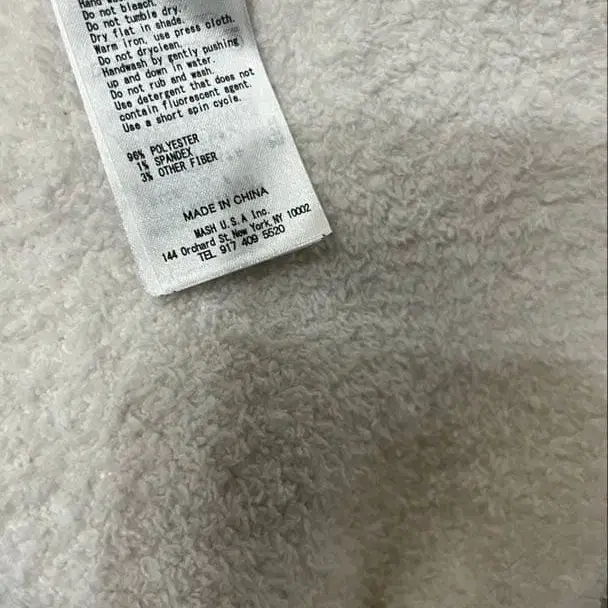 Hand
Do not bleach.
Do not tumble dry.
Dry flat in shade.
Warm iron, use press cloth.
Do not dryclean.
Handwash by gently pushing
up and down in water.
Do not rub and wash.
Use detergent that does not
contain fluorescent agent.
Use a short spin cycle.
96% POLYESTER
1% SPANDEX
3% OTHER FIBER
MADE IN CHINA
MASH U.S.A Inc.
144 Orchard St, New York, NY 10002
TEL 917 409 5520